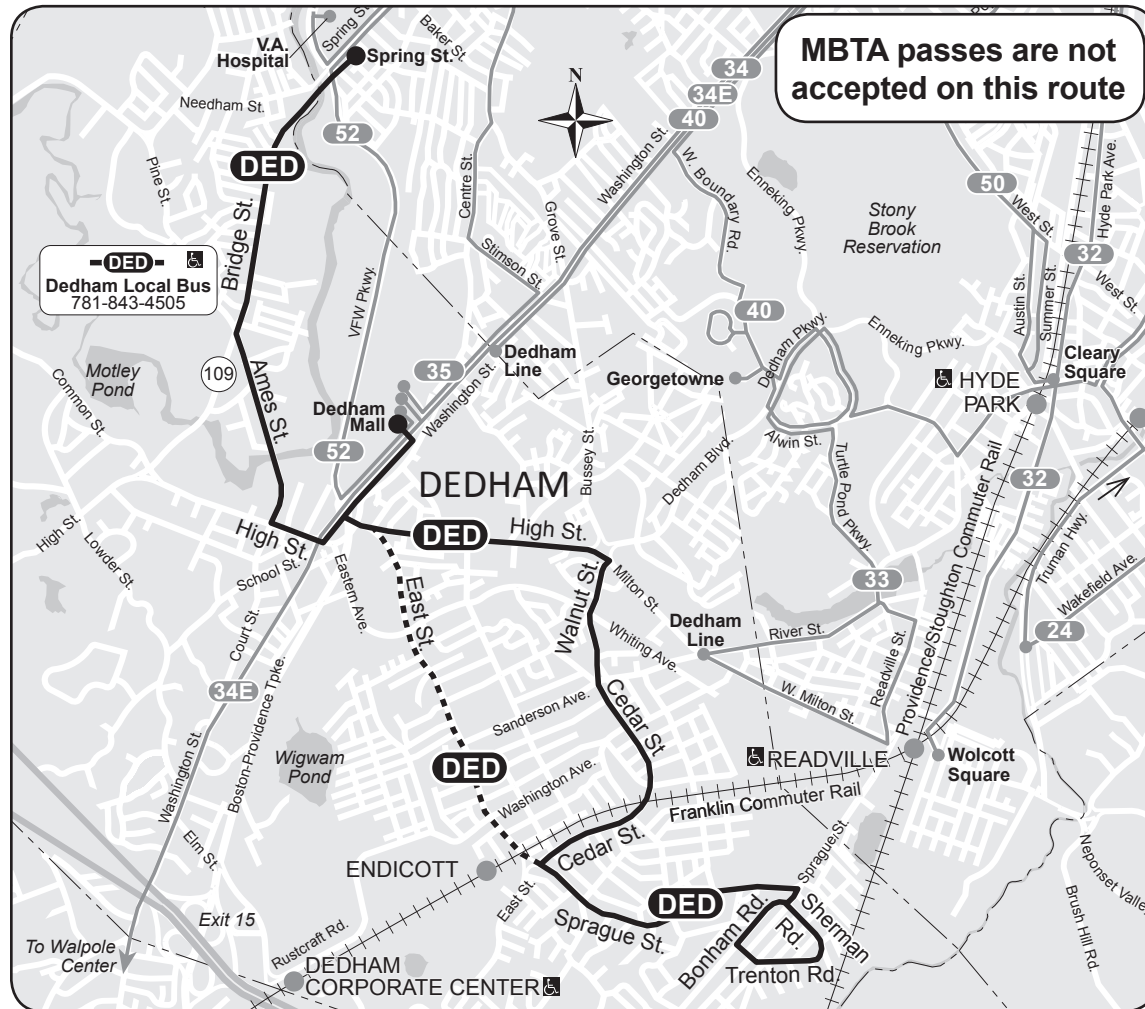 MBTA passes are not
accepted on this route
V.A.
Hospital
Spring St.
Spring St.
Baker St.
N
34
34E
40
Needham St.
52
Washington St.
W. Boundary Rd.
Enneking Pkwy.
50
West St.
Hyde Park Ave.
Pine St.
DED
Centre St.
Grove St.
Stony
Brook
Reservation
32
Bridge St.
DED
Dedham Local Bus
781-843-4505
VFW Pkwy.
Stimson St.
Austin St.
Summer St.
West St.
40
Dedham Pkwy.
Enneking Pkwy.
Cleary
Square
Dedham
Line
Motley
Pond
109
Ames St.
35
Washington St.
Georgetowne
HYDE
PARK
Common St.
Dedham
Mall
52
Alwin St.
DEDHAM
Bussey St.
Dedham Blvd.
Turtle Pond Pkwy.
32
Providence/Stoughton Commuter Rail
Truman Hwy.
High St.
Lowder St.
High St.
DED
High St.
School St.
Eastern Ave.
East St.
Walnut St.
Milton St.
33
Wakefield Ave.
24
Dedham
Line
River St.
Readville St.
Whiting Ave.
Court St.
34E
Boston-Providence Tpke.
W. Milton St.
Cedar St
Sanderson Ave.
Wigwam
Pond
DED
Washington Ave.
READVILLE
Wolcott
Square
Washington St.
Franklin Commuter Rail
Elm St.
Cedar St.
ENDICOTT
Sprague St.
East St.
DED
Sprague St.
Bonham Rd.
Sherman
Rd.
Trenton Rd.
Exit 15
To Walpole
Center
Rustcraft Rd.
DEDHAM
CORPORATE CENTER
Neponset Valle
Brush Hill Rd.